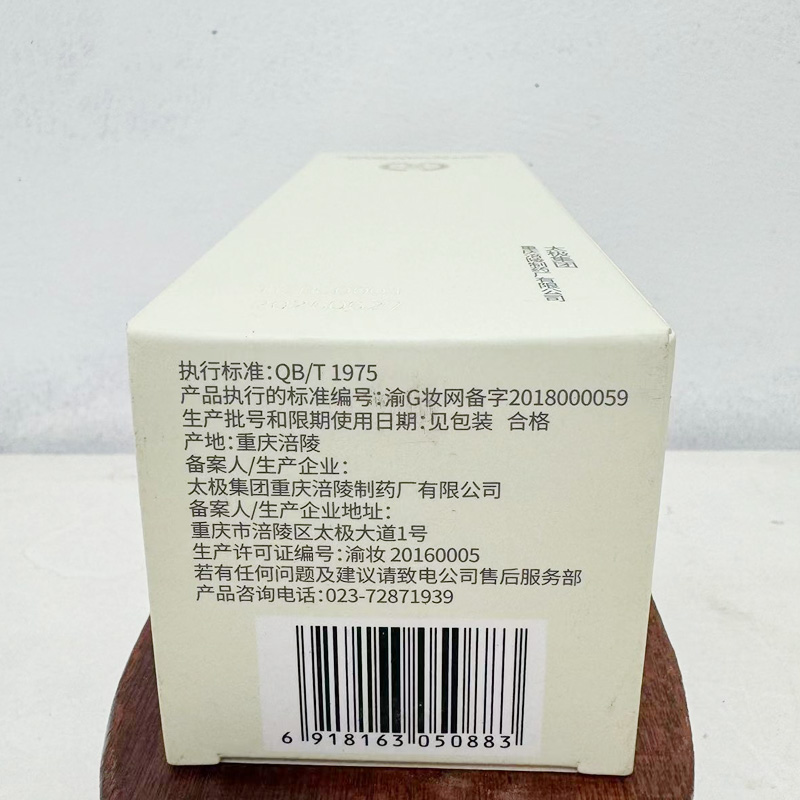 执行标准:QB/T 1975
产品执行的标准编号:渝G妆网备字2018000059
生产批号和限期使用日期:见包装 合格
产地:重庆涪陵
备案人/生产企业:
太极集团重庆涪陵制药厂有限公司
备案人/生产企业地址:
重庆市涪陵区太极大道1号
生产许可证编号:渝妆 20160005
若有任何问题及建议请致电公司售后服务部
产品咨询电话:023-72871939
6 918163 050883